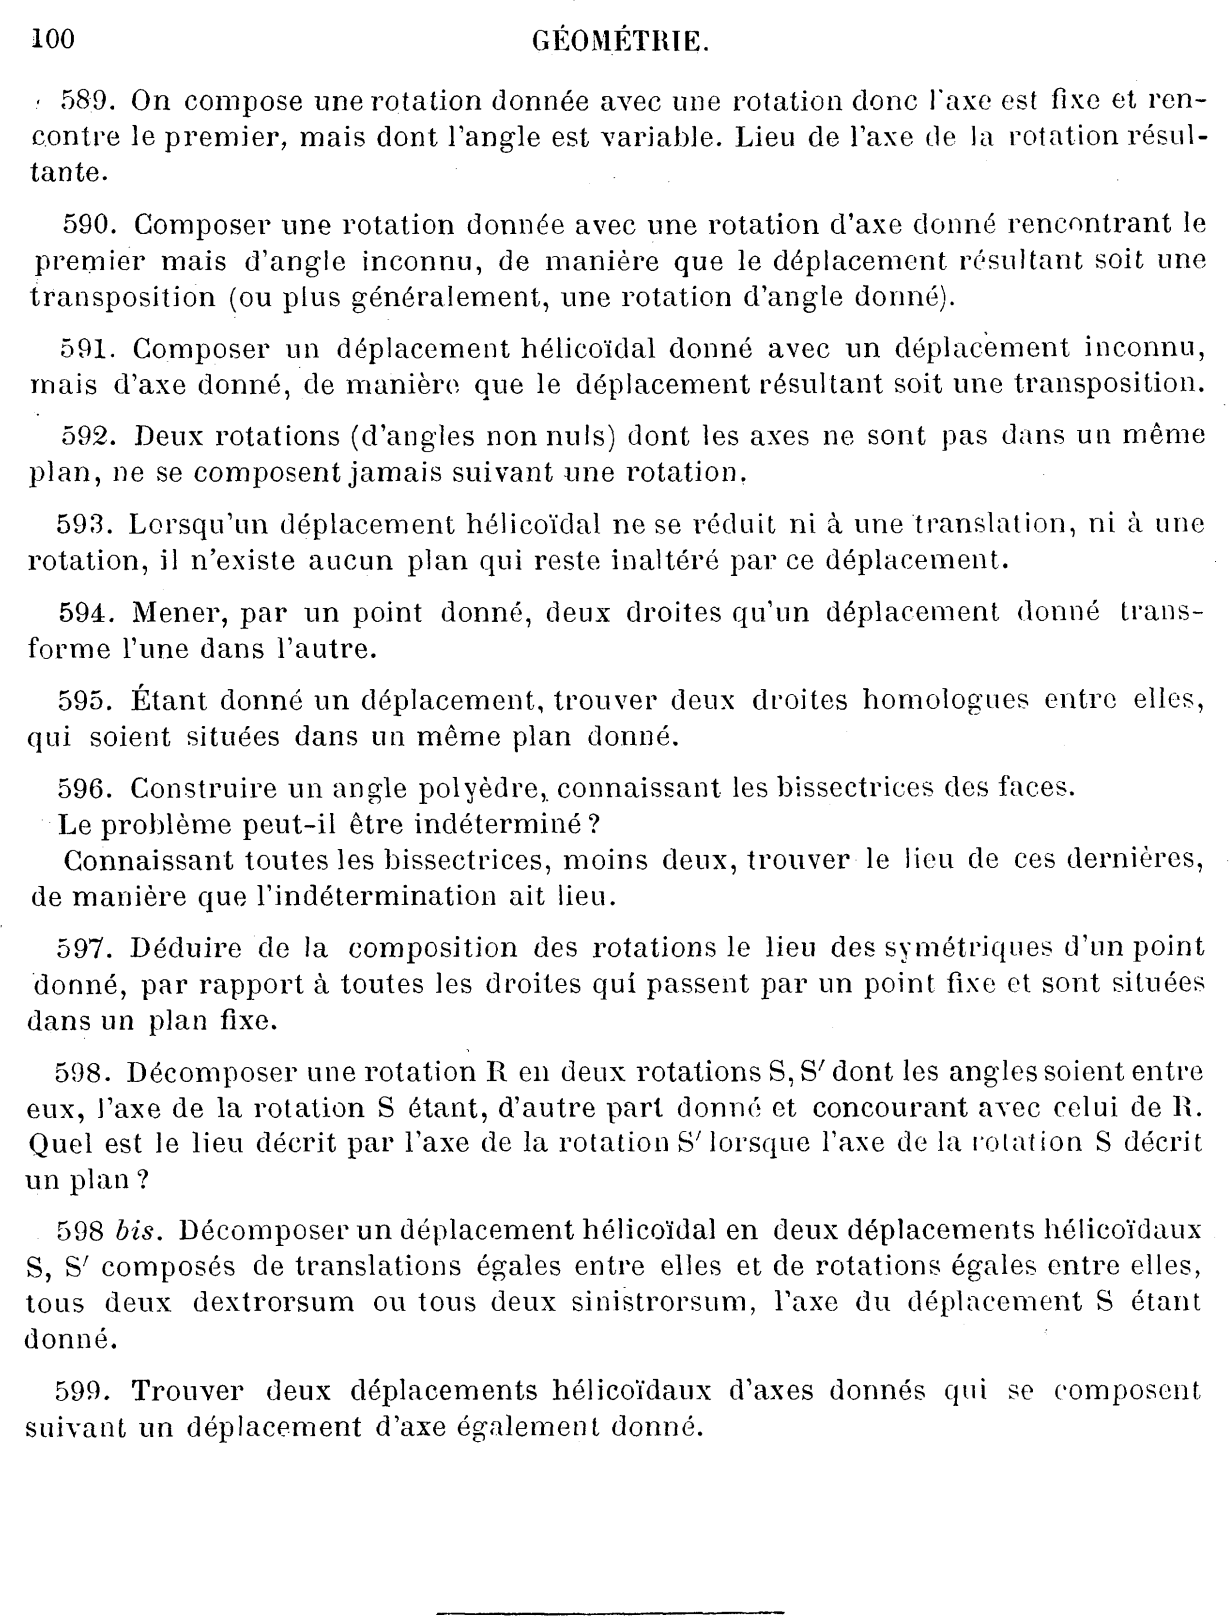 100 GÉOMÉTRIE.
589. On compose une rotation donnée avec une rotation donc l'axe est fixe et ren-
contre le premier, mais dont l'angle est variable. Lieu de l'axe de la rotation résul-
tante.
590. Composer une rotation donnée avec une rotation d'axe donné rencontrant le
premier mais d'angle inconnu, de manière que le déplacement résultant soit une
transposition (ou plus généralement, une rotation d'angle donné).
591. Composer un déplacement hélicoïdal donné avec un déplacement inconnu,
mais d'axe donné, de manière que le déplacement résultant soit une transposition.
592. Deux rotations (d'angles non nuls) dont les axes ne sont pas dans un même
plan, ne se composent jamais suivant une rotation.
593. Lorsqu'un déplacement hélicoïdal ne se réduit ni à une translation, ni à une
rotation, il n'existe aucun plan qui reste inaltéré par ce déplacement.
594. Mener, par un point donné, deux droites qu'un déplacement donné trans-
forme l'une dans l'autre.
595. Étant donné un déplacement, trouver deux droites homologues entre elles,
qui soient situées dans un même plan donné.
596. Construire un angle polyèdre, connaissant les bissectrices des faces.
Le problème peut-il être indéterminé ?
Connaissant toutes les bissectrices, moins deux, trouver le lieu de ces dernières,
de manière que l'indétermination ait lieu.
597. Déduire de la composition des rotations le lieu des symétriques d'un point
donné, par rapport à toutes les droites qui passent par un point fixe et sont situées
dans un plan fixe.
598. Décomposer une rotation R en deux rotations S, S' dont les angles soient entre
eux, l'axe de la rotation S étant, d'autre part donné et concourant avec celui de R.
Quel est le lieu décrit par l'axe de la rotation S' lorsque l'axe de la rotation S décrit
un plan ?
598 bis. Décomposer un déplacement hélicoïdal en deux déplacements hélicoïdaux
S, S' composés de translations égales entre elles et de rotations égales entre elles,
tous deux dextrorsum ou tous deux sinistrorsum, l'axe du déplacement S étant
donné.
599. Trouver deux déplacements hélicoïdaux d'axes donnés qui se composent
suivant un déplacement d'axe également donné.